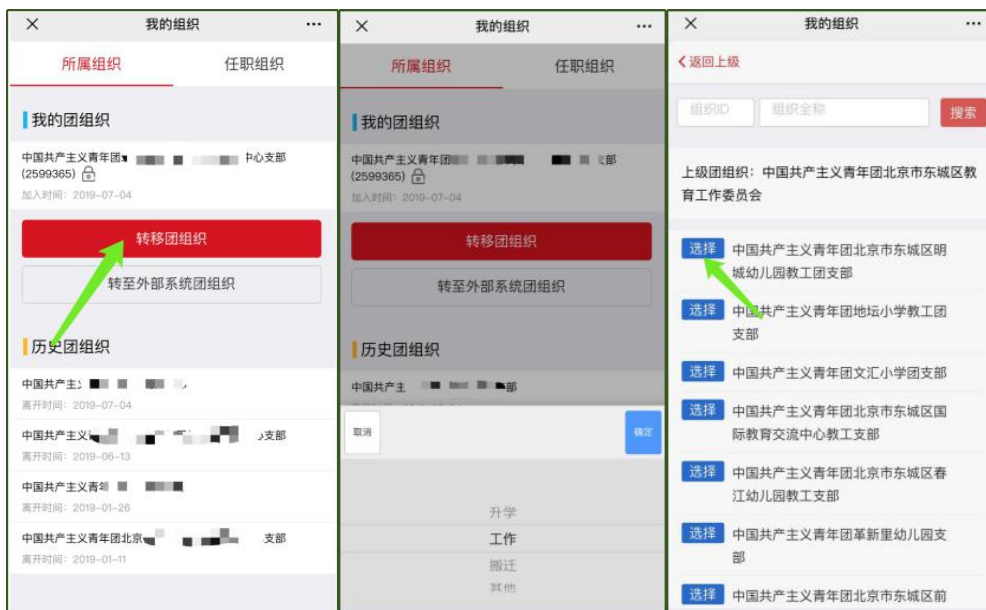 我的组织
所属组织 任职组织
我的团组织
中国共产主义青年团 中心支部
(2599365)
加入时间：2019-07-04
转移团组织
转至外部系统团组织
历史团组织
中国共产主
离开时间：2019-07-04
中国共产主义 支部
离开时间：2019-06-13
中国共产主义青年
离开时间：2019-01-26
中国共产主义青年团北京 支部
离开时间：2019-01-11
我的组织
所属组织 任职组织
我的团组织
中国共产主义青年团 部
(2599365)
加入时间：2019-07-04
转移团组织
转至外部系统团组织
历史团组织
中国共产主 部
取消 确定
升学
工作
搬迁
其他
我的组织
返回上级
组织ID 组织全称 搜索
上级团组织：中国共产主义青年团北京市东城区教
育工作委员会
选择 中国共产主义青年团北京市东城区明
城幼儿园教工团支部
选择 中国共产主义青年团地坛小学教工团
支部
选择 中国共产主义青年团文汇小学团支部
选择 中国共产主义青年团北京市东城区国
际教育交流中心教工支部
选择 中国共产主义青年团北京市东城区春
江幼儿园教工支部
选择 中国共产主义青年团革新里幼儿园支
部
选择 中国共产主义青年团北京市东城区前